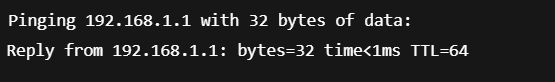 Pinging 192.168.1.1 with 32 bytes of data:
Reply from 192.168.1.1: bytes=32 time<1ms TTL=64